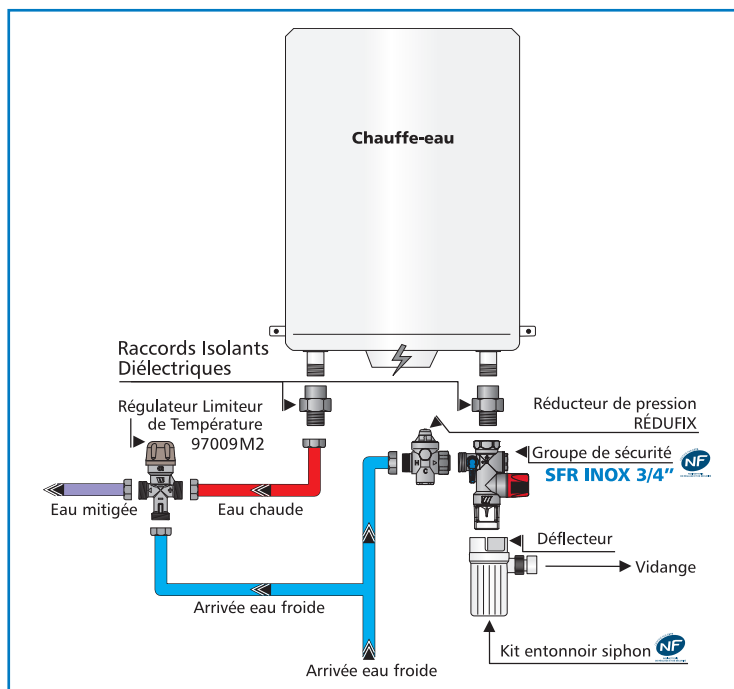 Chauffe-eau
Raccords Isolants
Diélectriques
Régulateur Limiteur
de Température
97009M2
Réducteur de pression
RÉDUFIX
Groupe de sécurité
SFR INOX 3/4”
NF
H
C
D
Eau mitigée
Eau chaude
Déflecteur
Vidange
Arrivée eau froide
Kit entonnoir siphon
NF
Arrivée eau froide